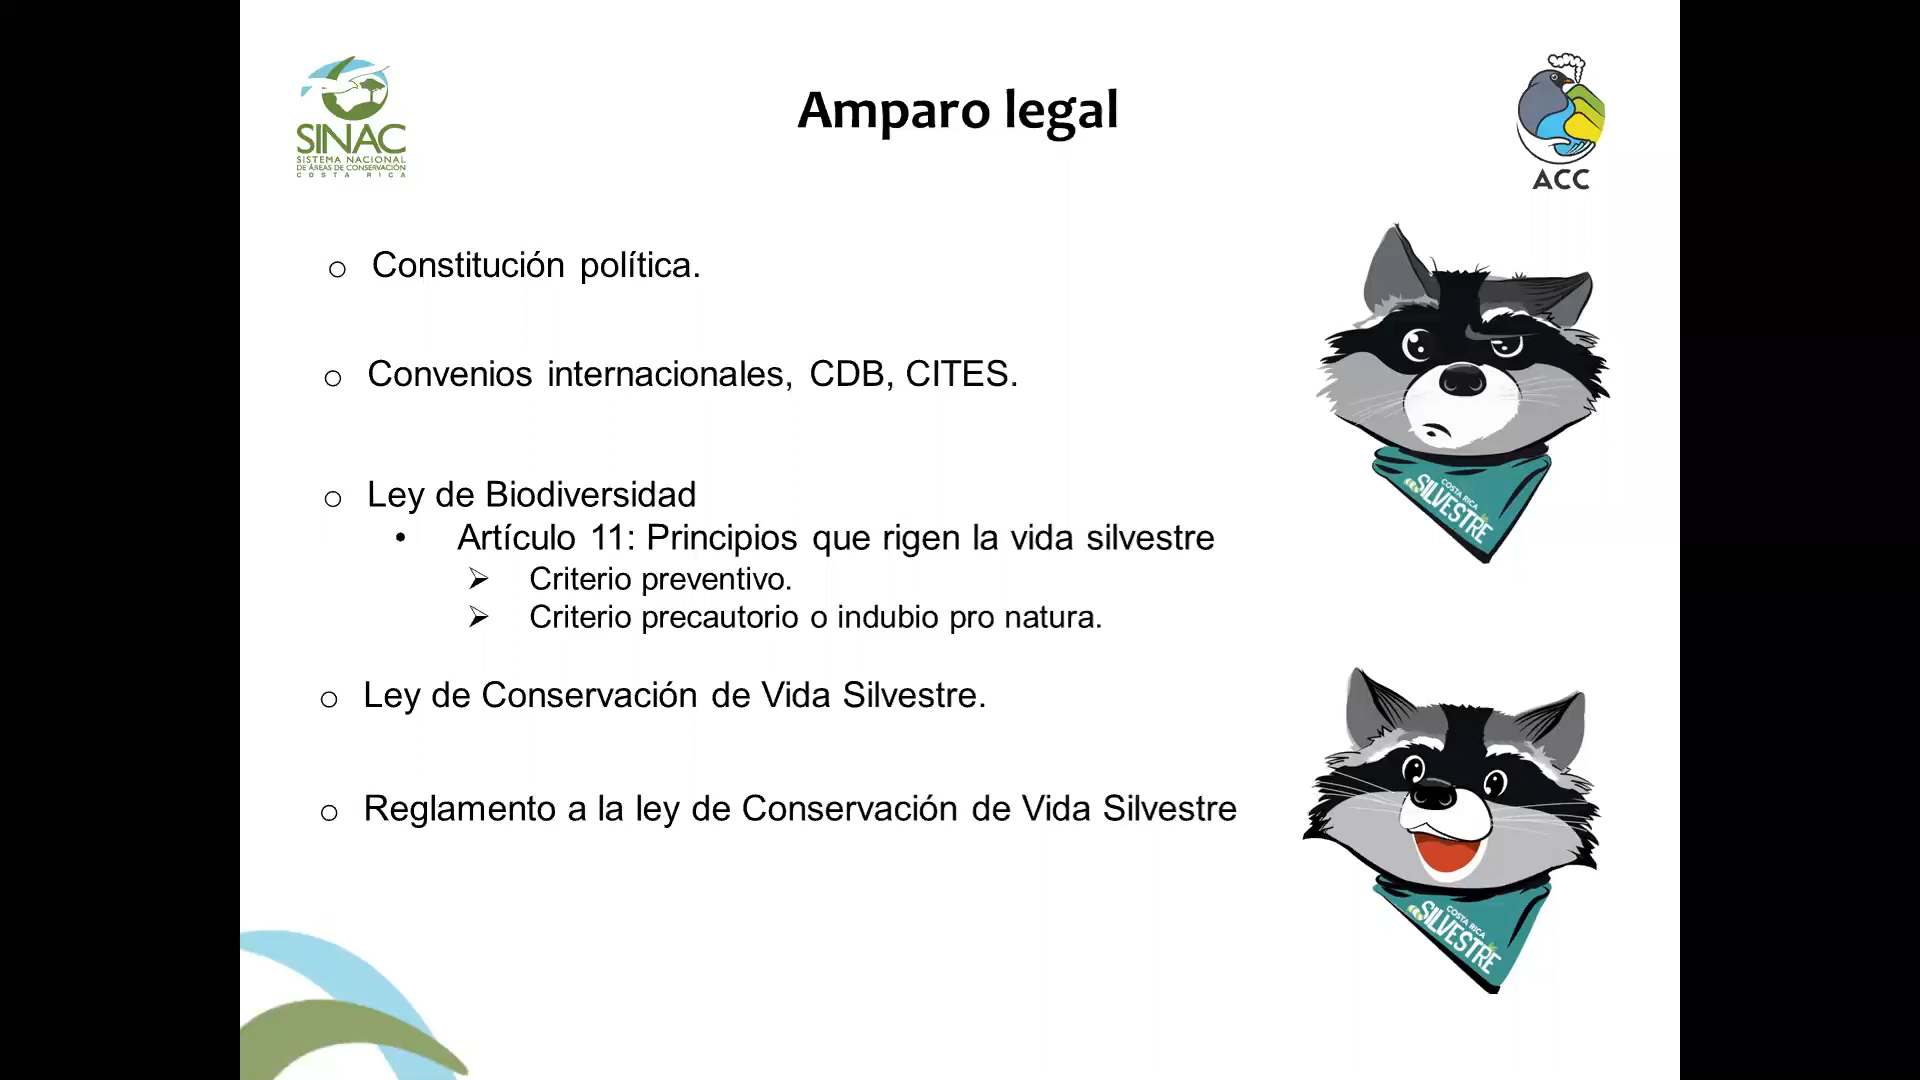 SINAC
SISTEMA NACIONAL
DE ÁREAS DE CONSERVACIÓN
COSTA RICA
Amparo legal
ACC
o Constitución política.
o Convenios internacionales, CDB, CITES.
o Ley de Biodiversidad
• Artículo 11: Principios que rigen la vida silvestre
➢ Criterio preventivo.
➢ Criterio precautorio o indubio pro natura.
o Ley de Conservación de Vida Silvestre.
o Reglamento a la ley de Conservación de Vida Silvestre
COSTA RICA
SILVESTRE
COSTA RICA
SILVESTRE